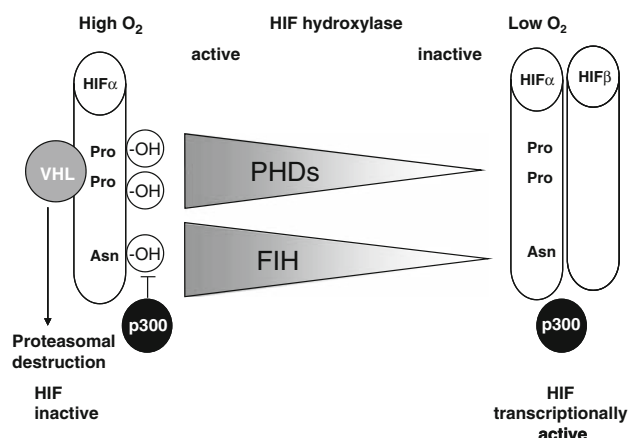 High O2
HIF hydroxylase
Low O2
active
inactive
HIFα
HIFα
HIFβ
VHL
Pro
-OH
Pro
-OH
PHDs
Pro
Pro
Asn
-OH
FIH
Asn
p300
p300
Proteasomal
destruction
HIF
inactive
HIF
transcriptionally
active